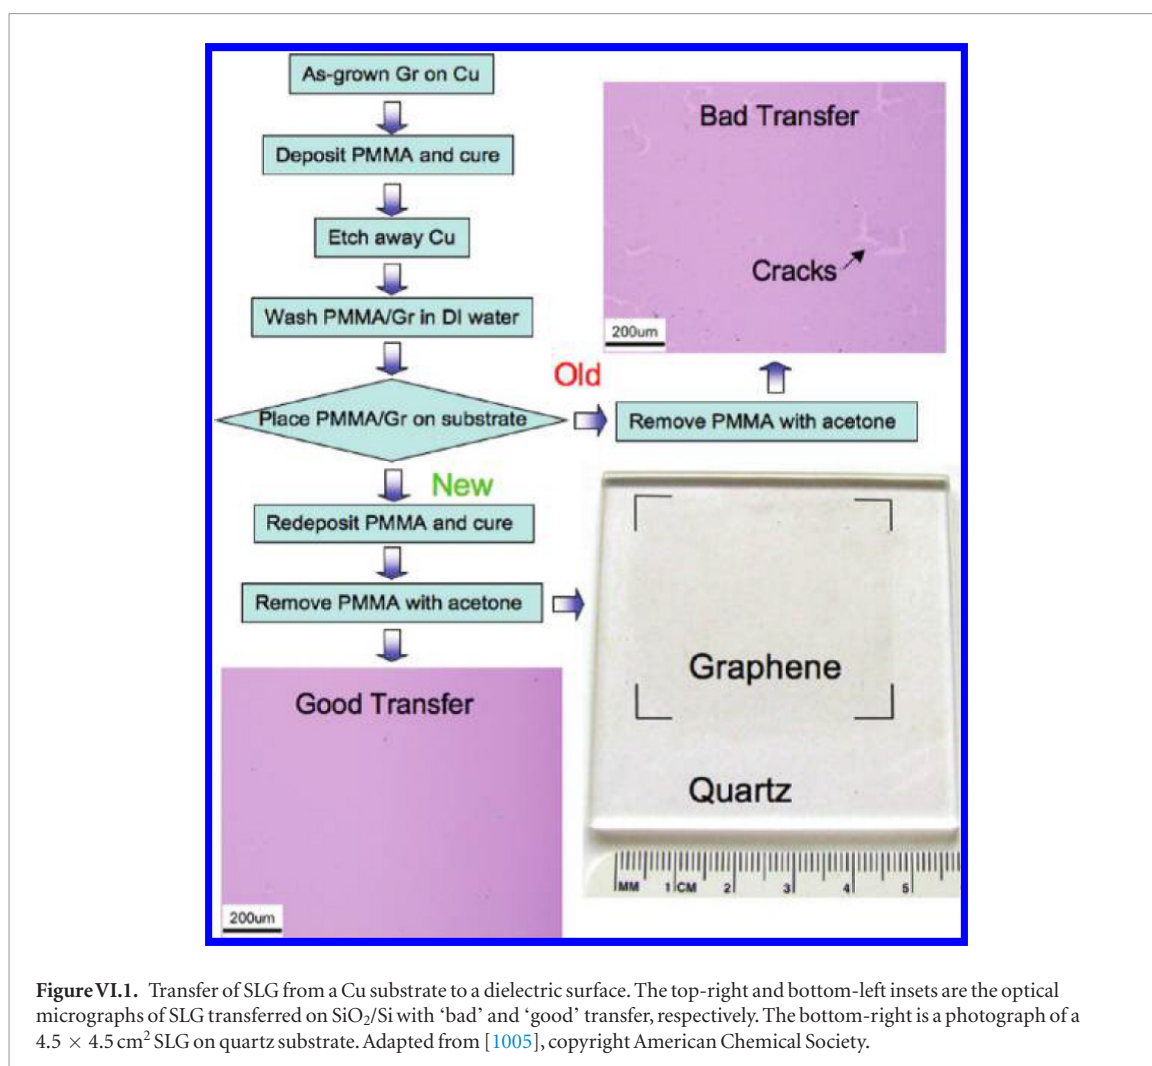 As-grown Gr on Cu
Deposit PMMA and cure
Etch away Cu
Wash PMMA/Gr in DI water
Place PMMA/Gr on substrate
Old
Remove PMMA with acetone
Bad Transfer
Cracks
200um
New
Redeposit PMMA and cure
Remove PMMA with acetone
Good Transfer
200um
Graphene
Quartz
MM 1 CM 2 3 4 5
Figure VI.1. Transfer of SLG from a Cu substrate to a dielectric surface. The top-right and bottom-left insets are the optical
micrographs of SLG transferred on SiO₂/Si with ‘bad’ and ‘good’ transfer, respectively. The bottom-right is a photograph of a
4.5 × 4.5 cm² SLG on quartz substrate. Adapted from [1005], copyright American Chemical Society.